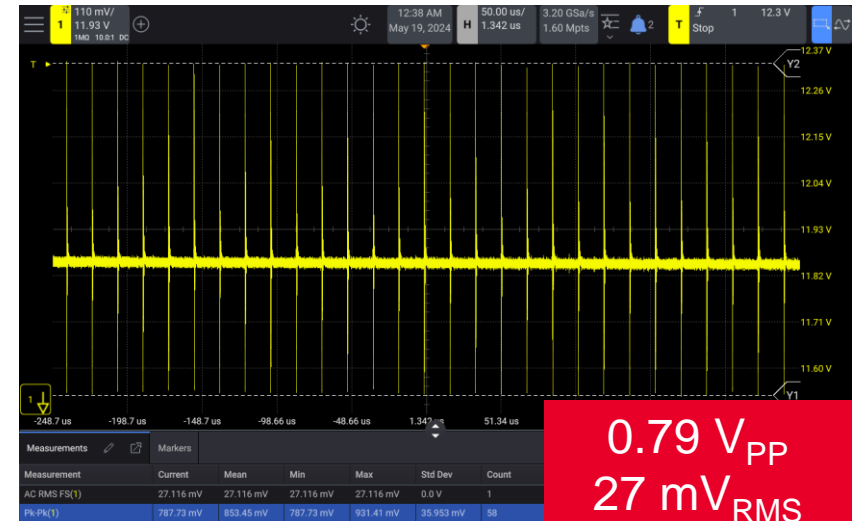 1 110 mV/ 11.93 V 1MΩ 10.0:1 DC
12:38 AM
May 19, 2024
H 50.00 us/ 1.342 us
3.20 GSa/s
1.60 Mpts
2
T Stop 1 12.3 V
T
12.37 V
Y2
12.26 V
12.15 V
12.04 V
11.93 V
11.82 V
11.71 V
11.60 V
Y1
1
-248.7 us -198.7 us -148.7 us -98.66 us -48.66 us 1.342 us 51.34 us
Measurements Markers
Measurement Current Mean Min Max Std Dev Count
AC RMS FS(1) 27.116 mV 27.116 mV 27.116 mV 27.116 mV 0.0 V 1
Pk-Pk(1) 787.73 mV 853.45 mV 787.73 mV 931.41 mV 35.953 mV 58
0.79 VPP
27 mVRMS